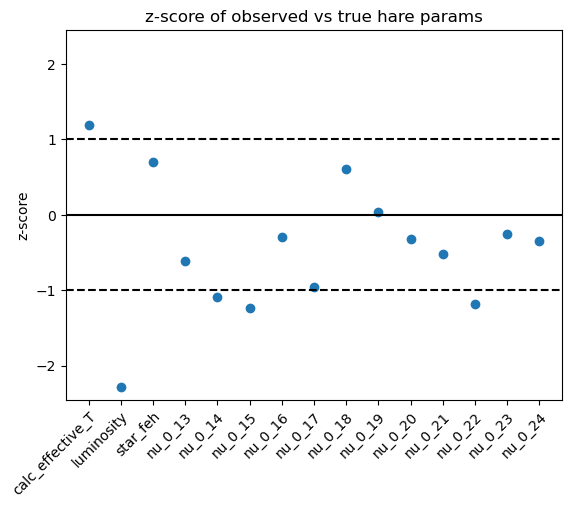 z-score of observed vs true hare params
z-score
2
1
0
−1
−2
calc_effective_T
luminosity
star_feh
nu_0_13
nu_0_14
nu_0_15
nu_0_16
nu_0_17
nu_0_18
nu_0_19
nu_0_20
nu_0_21
nu_0_22
nu_0_23
nu_0_24